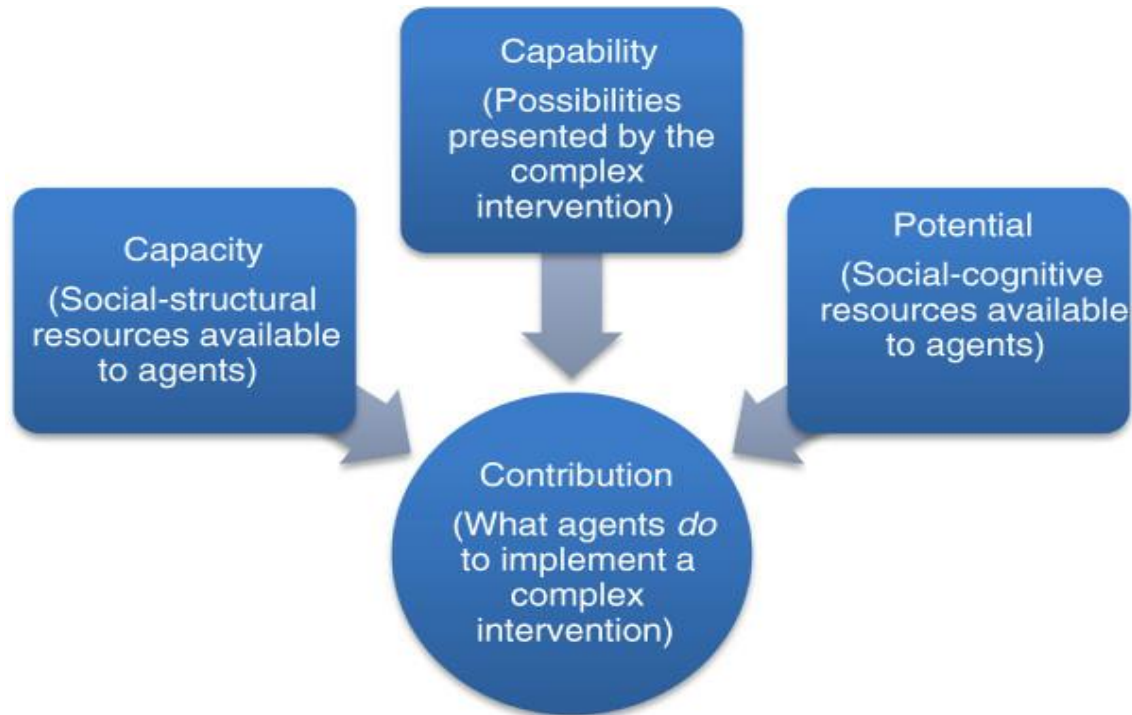 Capability
(Possibilities
presented by the
complex
intervention)
Capacity
(Social-structural
resources available
to agents)
Potential
(Social-cognitive
resources available
to agents)
Contribution
(What agents do
to implement a
complex
intervention)